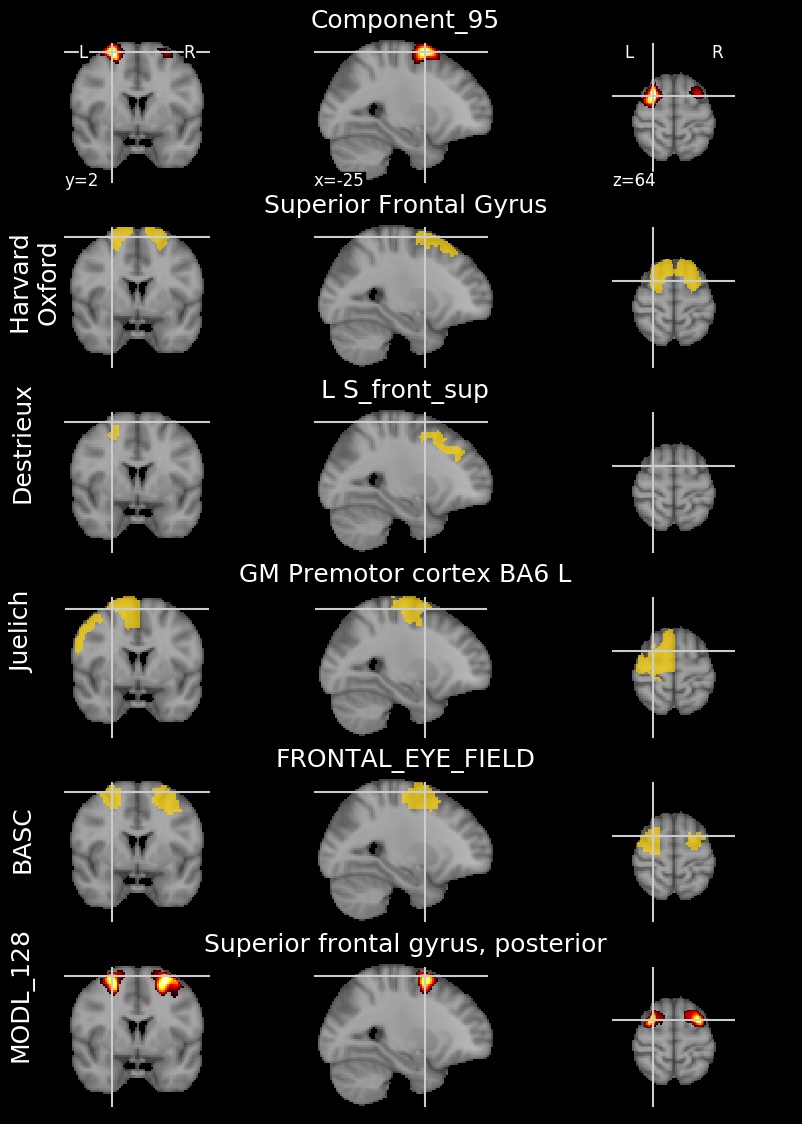 Component_95
L R
L R
y=2
x=-25
z=64
Superior Frontal Gyrus
Harvard
Oxford
L S_front_sup
Destrieux
GM Premotor cortex BA6 L
Juelich
FRONTAL_EYE_FIELD
BASC
Superior frontal gyrus, posterior
MODL_128